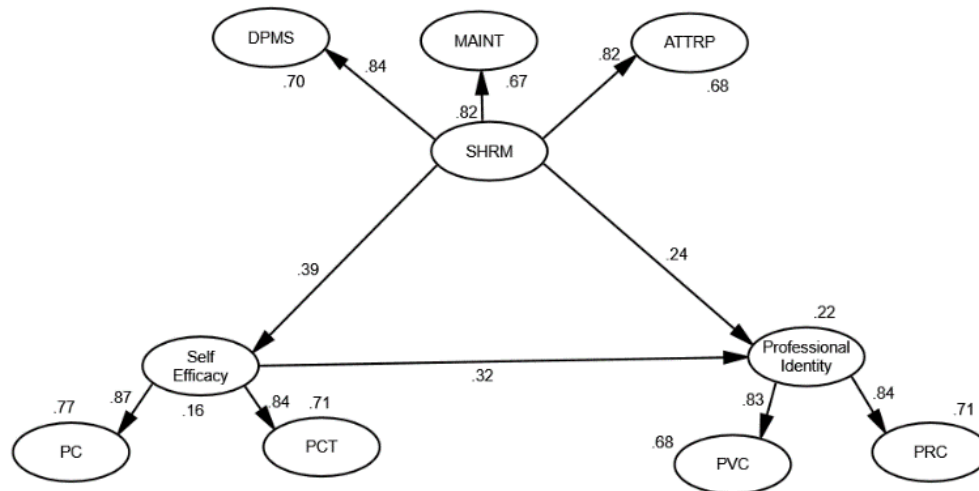 DPMS
MAINT
ATTRP
.84
.82
.70
.67
.68
.82
SHRM
.39
.24
.22
Self
Efficacy
Professional
Identity
.32
.77
.87
.16
.84
.71
.83
.84
.71
.68
PC
PCT
PVC
PRC